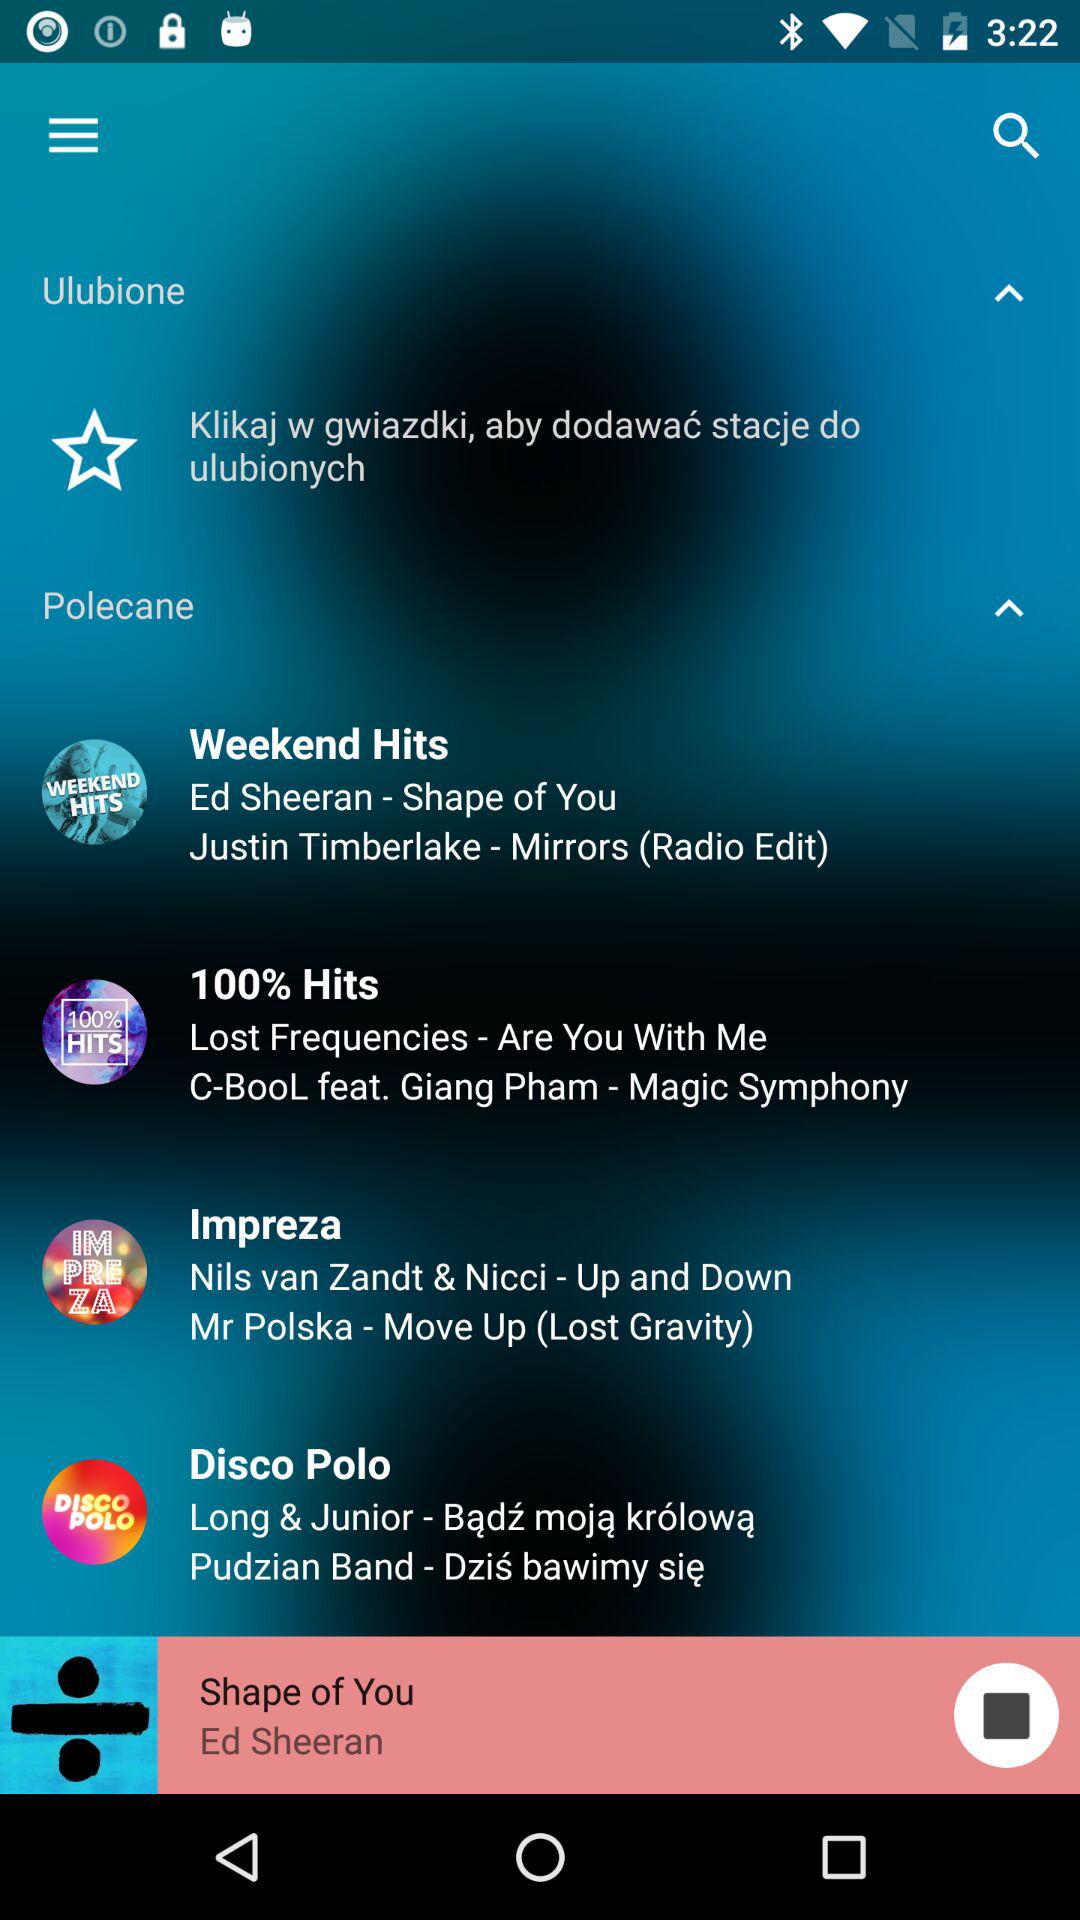 3:22
Ulubione
Klikaj w gwiazdki, aby dodawać stacje do
ulubionych
Polecane
WEEKEND
HITS
Weekend Hits
Ed Sheeran - Shape of You
Justin Timberlake - Mirrors (Radio Edit)
100%
HITS
100% Hits
Lost Frequencies - Are You With Me
C-BooL feat. Giang Pham - Magic Symphony
IM
PRE
ZA
Impreza
Nils van Zandt & Nicci - Up and Down
Mr Polska - Move Up (Lost Gravity)
DISCO
POLO
Disco Polo
Long & Junior - Bądź moją królową
Pudzian Band - Dziś bawimy się
Shape of You
Ed Sheeran